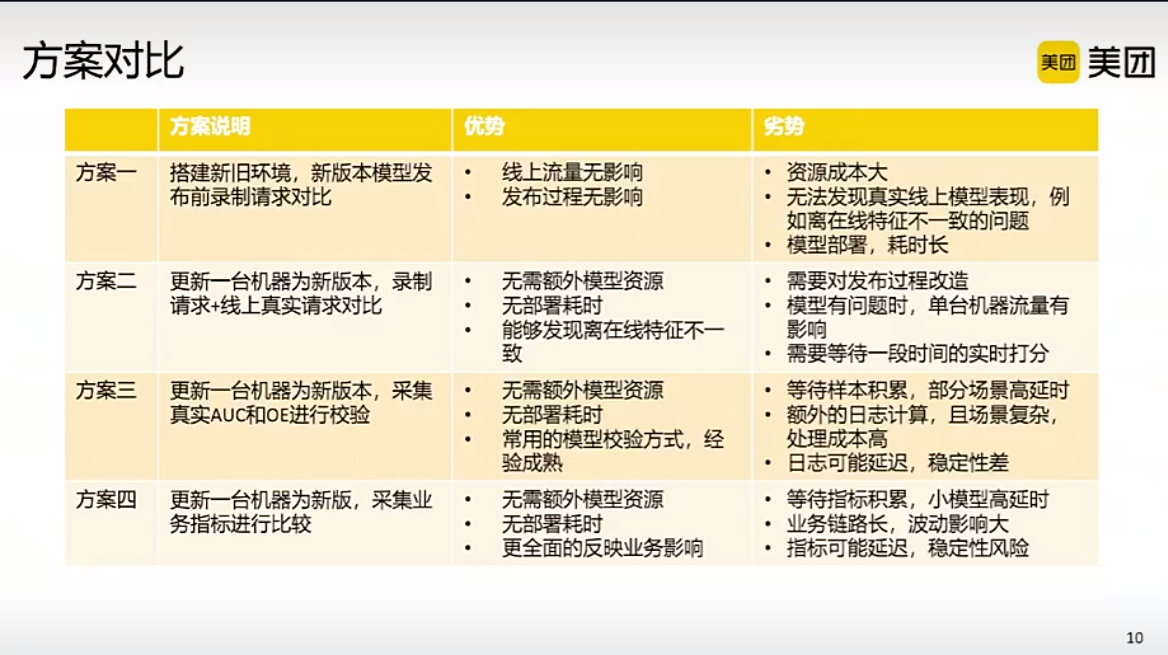 方案对比
美团 美团
方案说明 优势 劣势
方案一
搭建新旧环境，新版本模型发
布前录制请求对比
• 线上流量无影响
• 发布过程无影响
• 资源成本大
• 无法发现真实线上模型表现，例
如离在线特征不一致的问题
• 模型部署，耗时长
方案二
更新一台机器为新版本，录制
请求+线上真实请求对比
• 无需额外模型资源
• 无部署耗时
• 能够发现离在线特征不一
致
• 需要对发布过程改造
• 模型有问题时，单台机器流量有
影响
• 需要等待一段时间的实时打分
方案三
更新一台机器为新版本，采集
真实AUC和OE进行校验
• 无需额外模型资源
• 无部署耗时
• 常用的模型校验方式，经
验成熟
• 等待样本积累，部分场景高延时
• 额外的日志计算，且场景复杂，
处理成本高
• 日志可能延迟，稳定性差
方案四
更新一台机器为新版，采集业
务指标进行比较
• 无需额外模型资源
• 无部署耗时
• 更全面的反映业务影响
• 等待指标积累，小模型高延时
• 业务链路长，波动影响大
• 指标可能延迟，稳定性风险
10